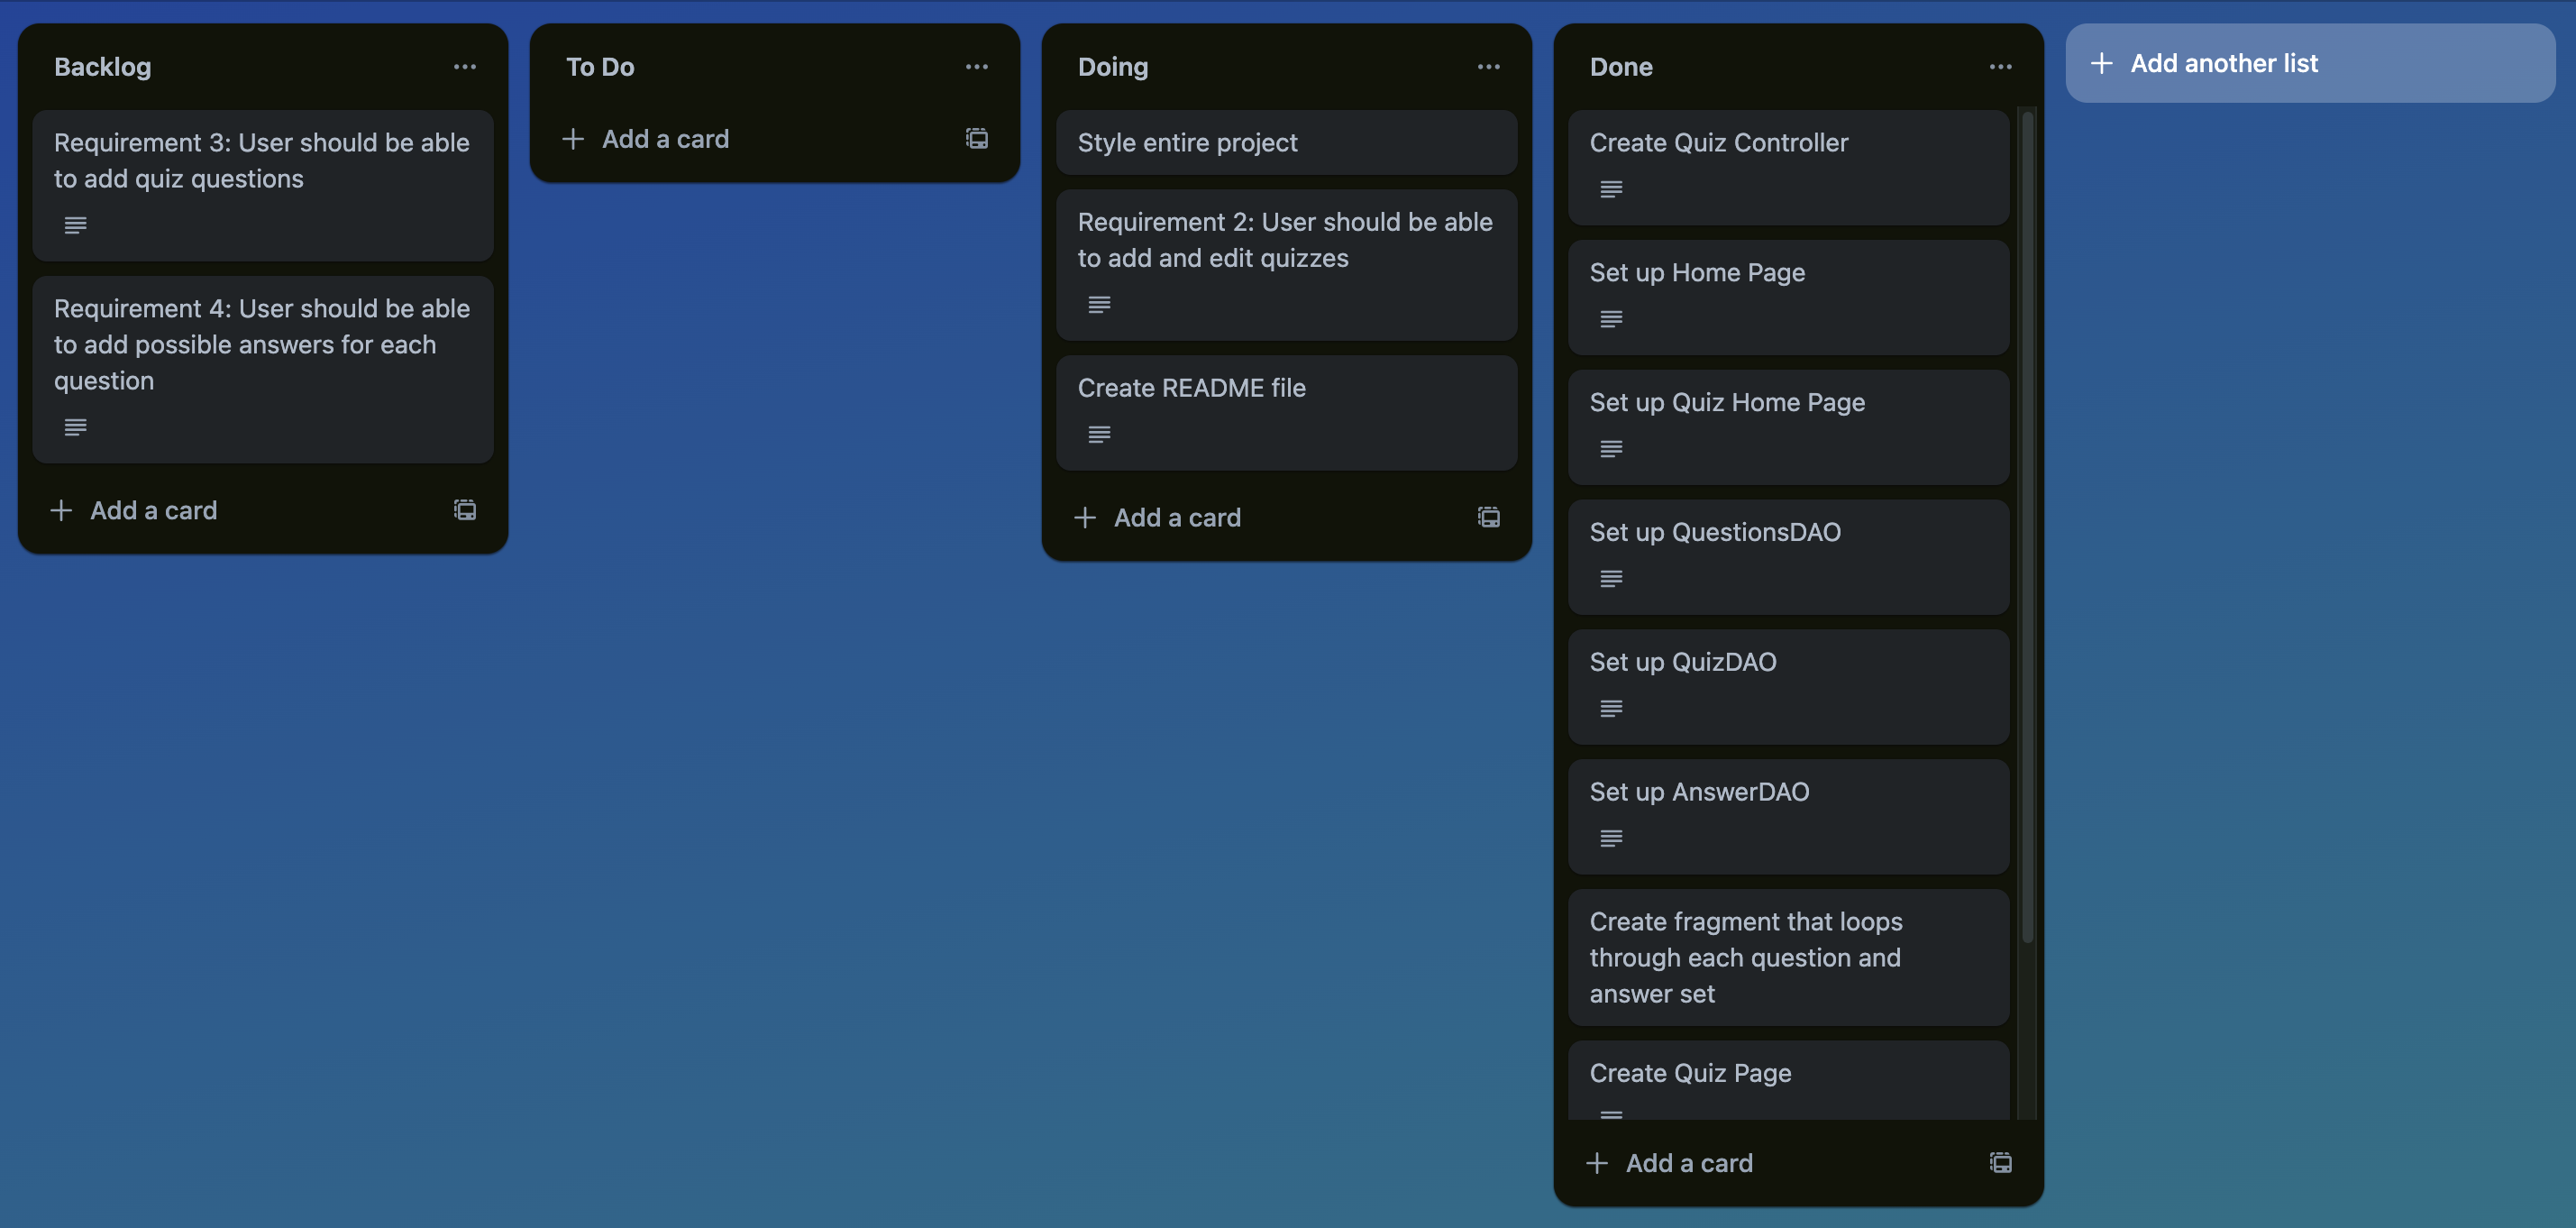 Backlog
Requirement 3: User should be able
to add quiz questions
Requirement 4: User should be able
to add possible answers for each
question
Add a card
To Do
Add a card
Doing
Style entire project
Requirement 2: User should be able
to add and edit quizzes
Create README file
Add a card
Done
Create Quiz Controller
Set up Home Page
Set up Quiz Home Page
Set up QuestionsDAO
Set up QuizDAO
Set up AnswerDAO
Create fragment that loops
through each question and
answer set
Create Quiz Page
Add a card
Add another list